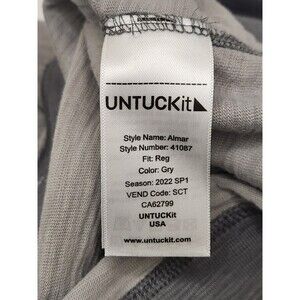 UNTUCKit
Style Name: Almar
Style Number: 41087
Fit: Reg
Color: Gry
Season: 2022 SP1
VEND Code: SCT
CA62799
UNTUCKit
USA
www.untuckit.com